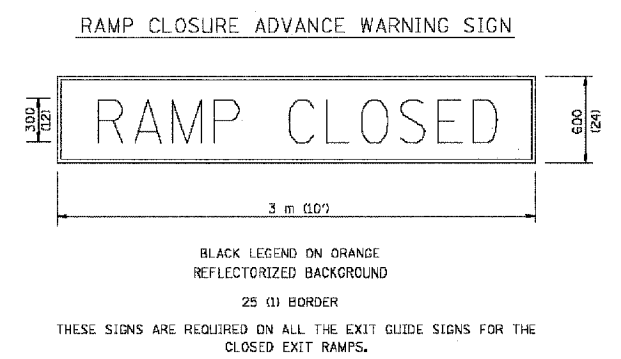 RAMP CLOSURE ADVANCE WARNING SIGN
RAMP CLOSED
300
(12)
600
(24)
3 m (10')
BLACK LEGEND ON ORANGE
REFLECTORIZED BACKGROUND
25 (1) BORDER
THESE SIGNS ARE REQUIRED ON ALL THE EXIT GUIDE SIGNS FOR THE
CLOSED EXIT RAMPS.